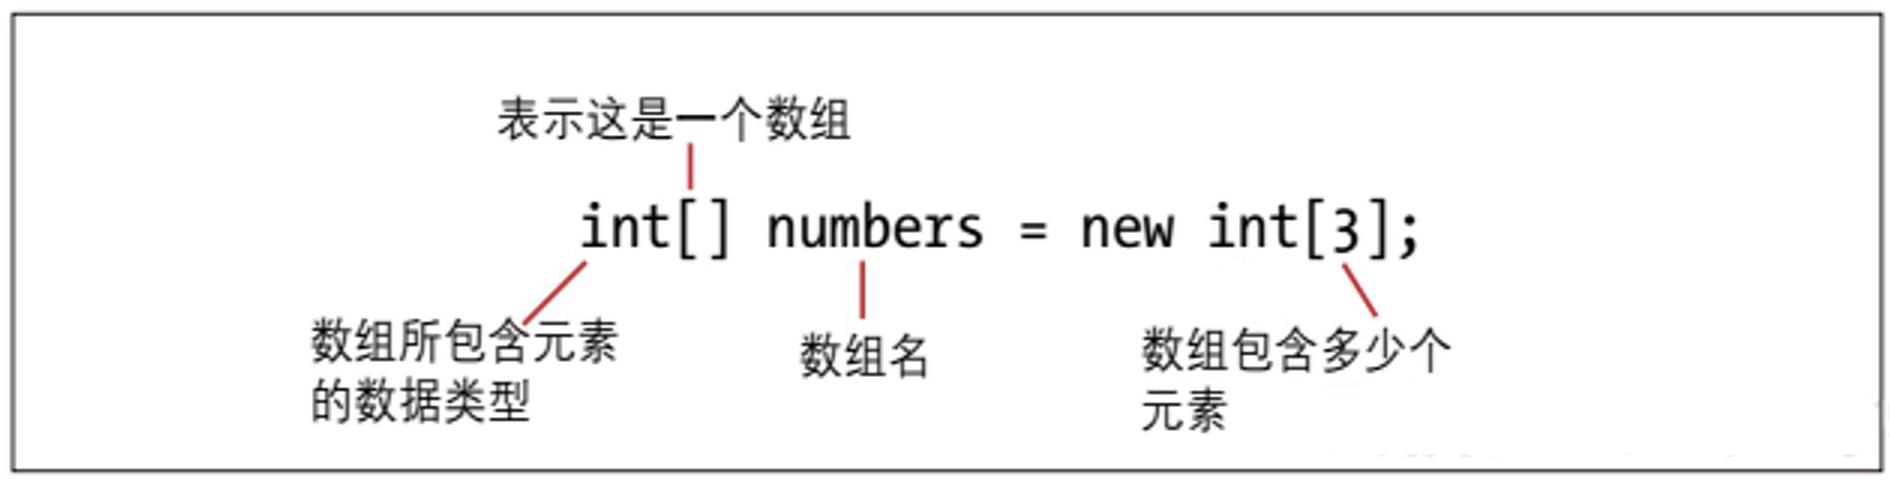 表示这是一个数组
int[] numbers = new int[3];
数组所包含元素
的数据类型
数组名
数组包含多少个
元素